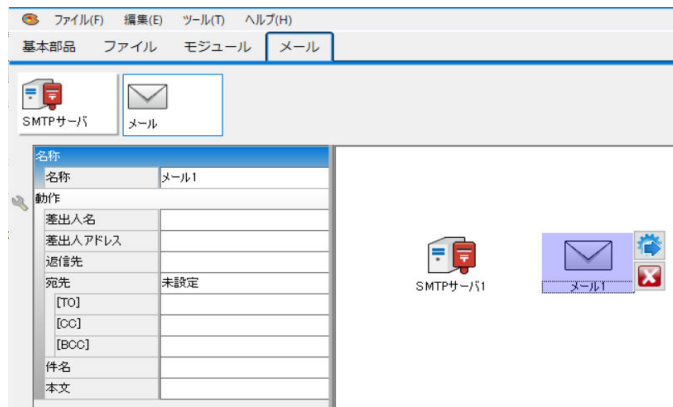 ファイル(F) 編集(E) ツール(T) ヘルプ(H)
基本部品 ファイル モジュール メール
SMTPサーバ メール
名称
名称 メール1
動作
差出人名
差出人アドレス
返信先
宛先 未設定
[TO]
[CC]
[BCC]
件名
本文
SMTPサーバ1 メール1